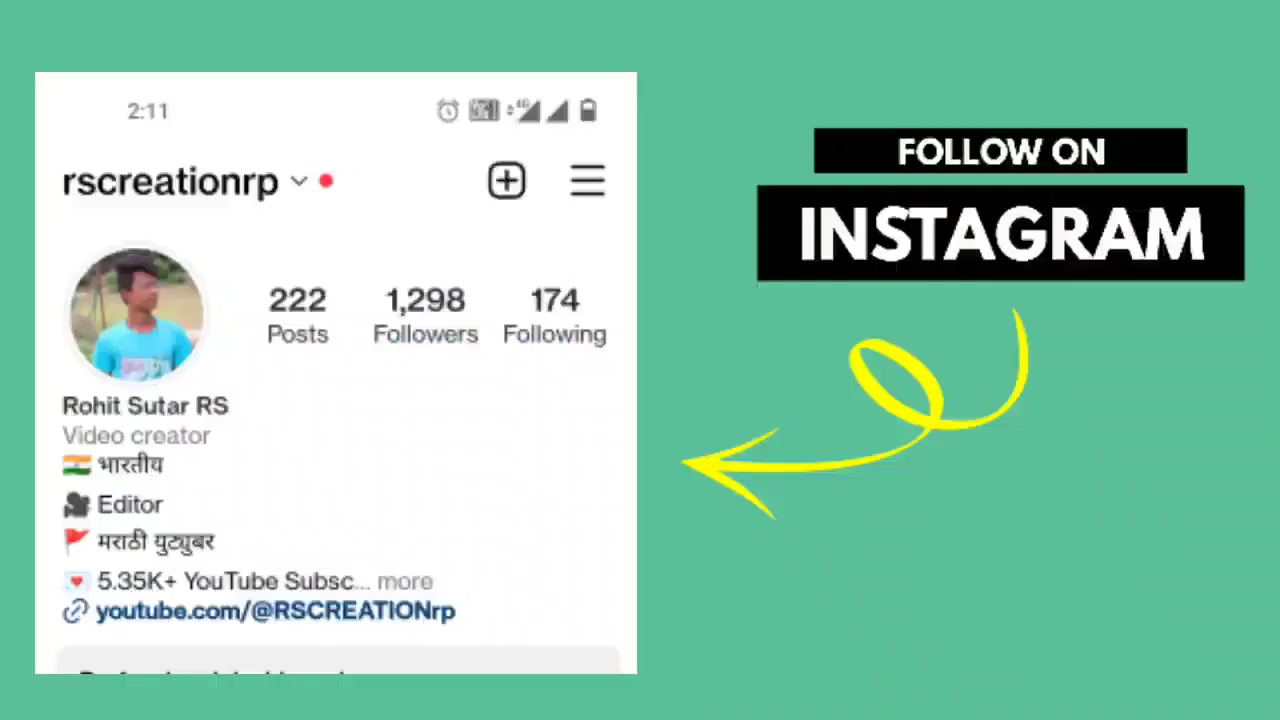 2:11
4G
rscreationrp
222 1,298 174
Posts Followers Following
Rohit Sutar RS
Video creator
भारतीय
Editor
मराठी युट्युबर
5.35K+ YouTube Subsc... more
youtube.com/@RSCREATIONrp
FOLLOW ON
INSTAGRAM